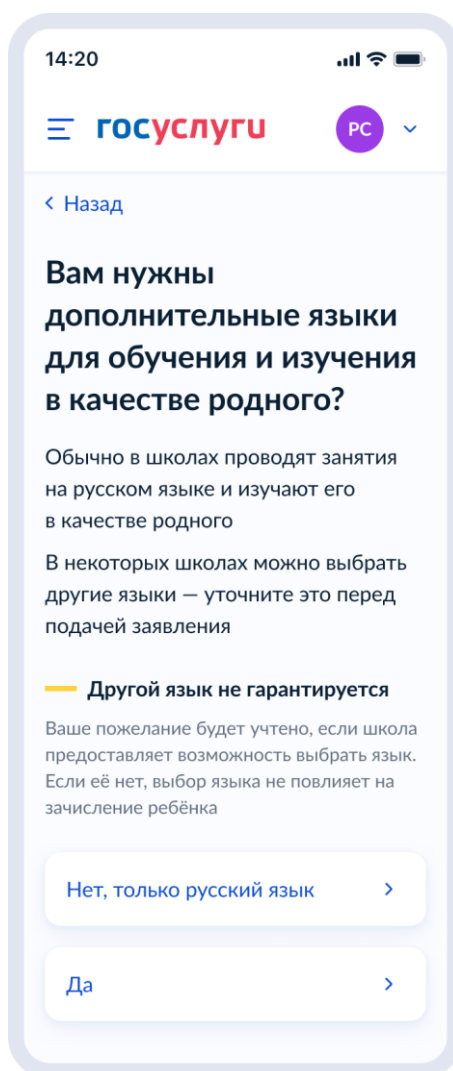 14:20
госуслуги
РС
Назад
Вам нужны
дополнительные языки
для обучения и изучения
в качестве родного?
Обычно в школах проводят занятия
на русском языке и изучают его
в качестве родного
В некоторых школах можно выбрать
другие языки — уточните это перед
подачей заявления
Другой язык не гарантируется
Ваше пожелание будет учтено, если школа
предоставляет возможность выбрать язык.
Если её нет, выбор языка не повлияет на
зачисление ребёнка
Нет, только русский язык
Да